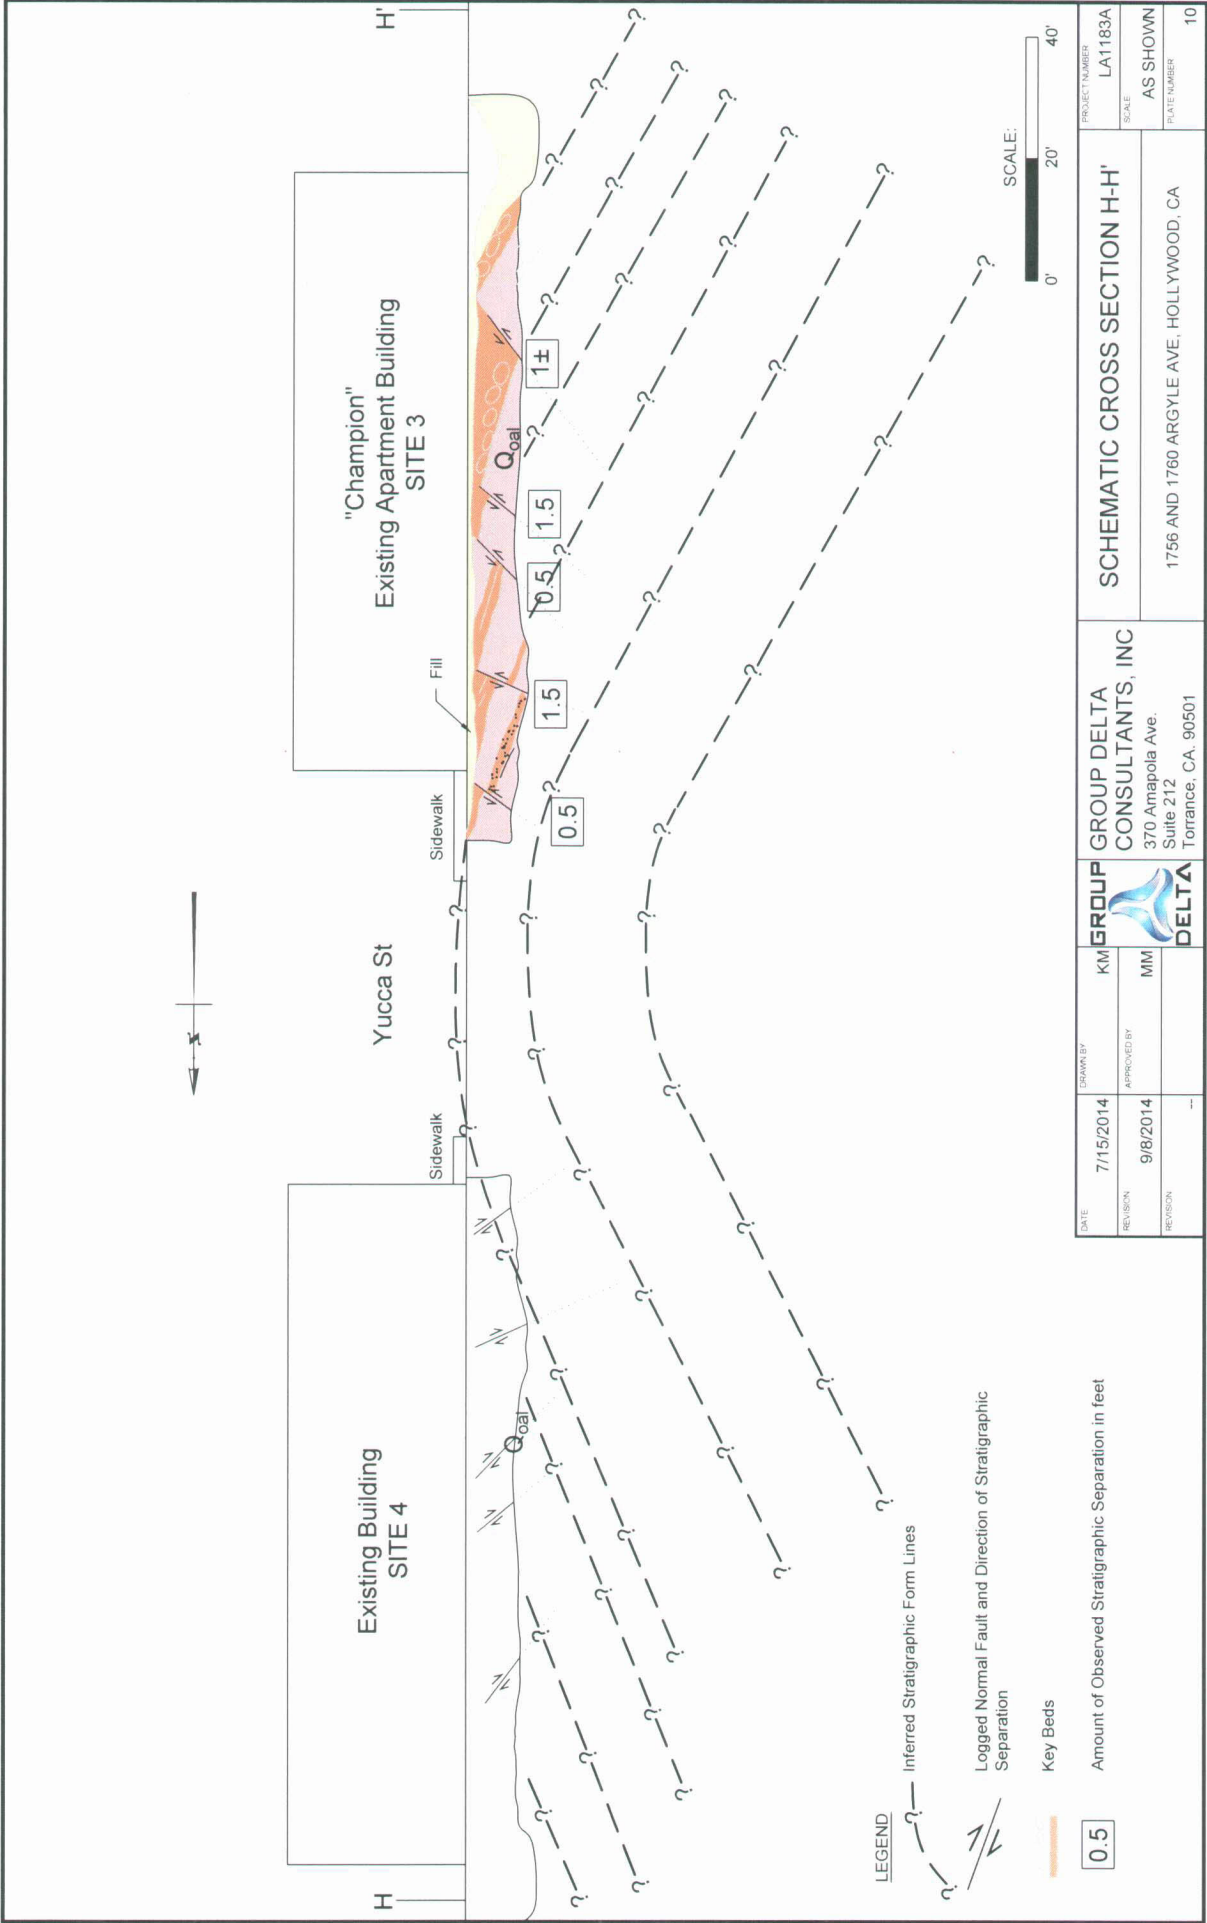 H
H'
Existing Building
SITE 4
Sidewalk
Yucca St
Sidewalk
Fill
"Champion"
Existing Apartment Building
SITE 3
Qoal
Qoal
0.5
1.5
0.5
1.5
1±
SCALE:
0' 20' 40'
LEGEND
Inferred Stratigraphic Form Lines
Logged Normal Fault and Direction of Stratigraphic
Separation
Key Beds
0.5
Amount of Observed Stratigraphic Separation in feet
DATE
7/15/2014
DRAWN BY
KM
REVISION
9/8/2014
APPROVED BY
MM
REVISION
--
GROUP
DELTA
GROUP DELTA
CONSULTANTS, INC
370 Amapola Ave.
Suite 212
Torrance, CA. 90501
SCHEMATIC CROSS SECTION H-H'
1756 AND 1760 ARGYLE AVE, HOLLYWOOD, CA
PROJECT NUMBER
LA1183A
SCALE
AS SHOWN
PLATE NUMBER
10